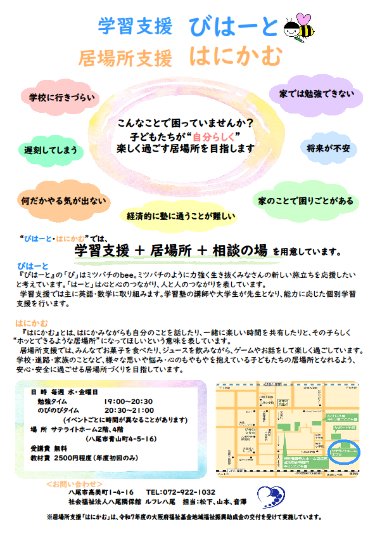 学習支援 びはーと
居場所支援 はにかむ
学校に行きづらい
家では勉強できない
こんなことで困っていませんか？
子どもたちが“自分らしく”
楽しく過ごす居場所を目指します
遅刻してしまう
将来が不安
何だかやる気が出ない
家のことで困りごとがある
経済的に塾に通うことが難しい
“びはーと・はにかむ”では、
学習支援 ＋ 居場所 ＋ 相談の場 を用意しています。
びはーと
『びはーと』の「び」はミツバチのbee。ミツバチのように力強く生き抜くみなさんの新しい旅立ちを応援したい
と考えています。「はーと」は心と心のつながり、人と人のつながりを表しています。
学習支援では主に英語・数学に取り組みます。学習塾の講師や大学生が先生となり、能力に応じた個別学習
支援を行います。
はにかむ
『はにかむ』とは、はにかみながらも自分のことを話したり、一緒に楽しい時間を共有したりと、その子らしく
“ホッとできるような居場所”になってほしいという意味を表しています。
居場所支援では、みんなでお菓子を食べたり、ジュースを飲みながら、ゲームやお話をして楽しく過ごしています。
学校・進路・家族のことなど、様々な思いや悩み・心のもやもやを抱えている子どもたちの居場所となれるよう、
安心・安全に過ごせる居場所づくりを目指しています。
日 時 毎週 水・金曜日
勉強タイム 19:00~20:30
のびのびタイム 20:30~21:00
(イベントごとに時間が異なることがあります)
場 所 サテライトホーム2階、4階
(八尾市青山町4-5-16)
受講費 無料
教材費 2500円程度(年度初回のみ)
＜お問い合わせ＞
八尾市高美町1-4-16 TEL:072-922-1032
社会福祉法人八尾隣保館 ルフレ八尾 担当：松下、山本、音澤
※居場所支援「はにかむ」は、令和7年度の大阪府福祉基金地域福祉振興助成金の交付を受けて実施しています。